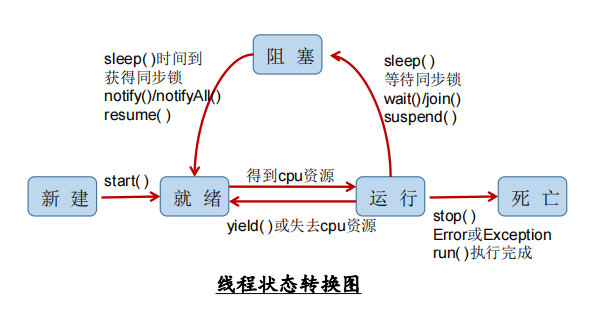 sleep( )时间到
获得同步锁
notify()/notifyAll()
resume( )
阻 塞
sleep( )
等待同步锁
wait()/join()
suspend( )
新 建
start( )
就 绪
得到cpu资源
yield( )或失去cpu资源
运 行
死 亡
stop( )
Error或Exception
run( )执行完成
线程状态转换图